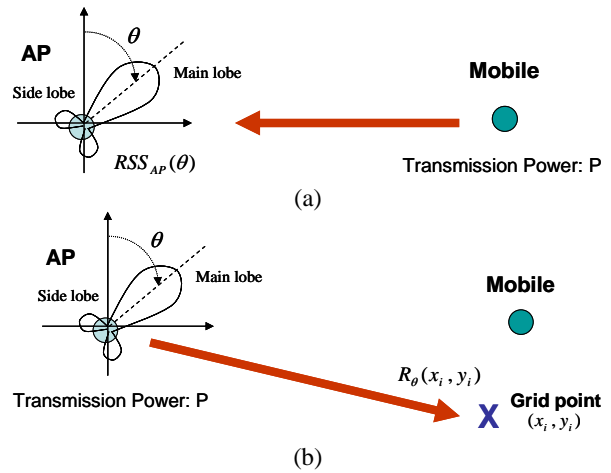 θ
AP
Main lobe
Side lobe
Mobile
RSS_AP(θ)
Transmission Power: P
(a)
θ
AP
Main lobe
Side lobe
Mobile
R_θ(x_i, y_i)
Transmission Power: P
X
Grid point
(x_i, y_i)
(b)